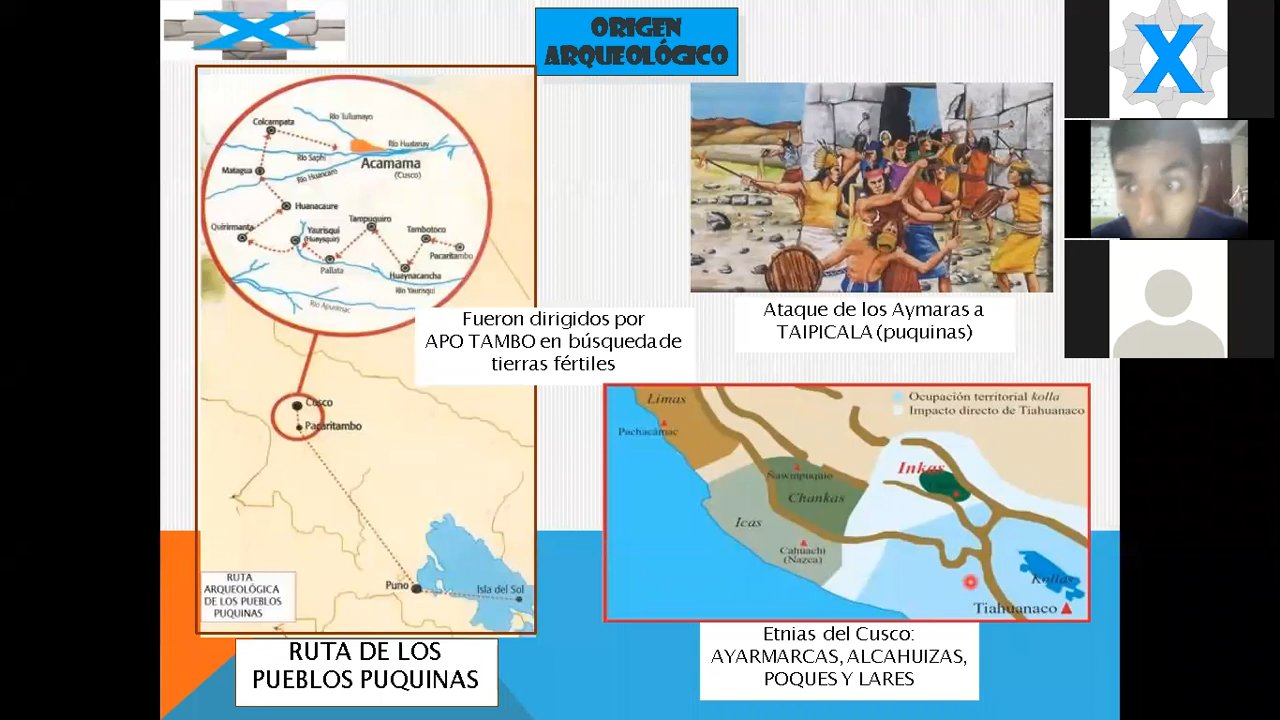 ORIGEN
ARQUEOLÓGICO
X
Colcampata
Río Tullumayo
Río Huatanay
Río Saphi
Acamama
(Cusco)
Matagua
Huanacaure
Tampuquiro
Quirirmanta
Yaurisqui
Tambotoco
Pacaritambo
Pallata
Huaynacancha
Río Yaurisqui
Río Apurímac
Cusco
Pacaritambo
Puno
Isla del Sol
RUTA
ARQUEOLÓGICA
DE LOS PUEBLOS
PUQUINAS
RUTA DE LOS
PUEBLOS PUQUINAS
Fueron dirigidos por
APO TAMBO en búsqueda de
tierras fértiles
Ataque de los Aymaras a
TAIPICALA (puquinas)
Ocupación territorial kolla
Impacto directo de Tiahuanaco
Limas
Pachacámac
Inkas
Ñawinpuquio
Chankas
Icas
Cahuachi
(Nazca)
Kollas
Tiahuanaco
Etnias del Cusco:
AYARMARCAS, ALCAHUIZAS,
POQUES Y LARES
X